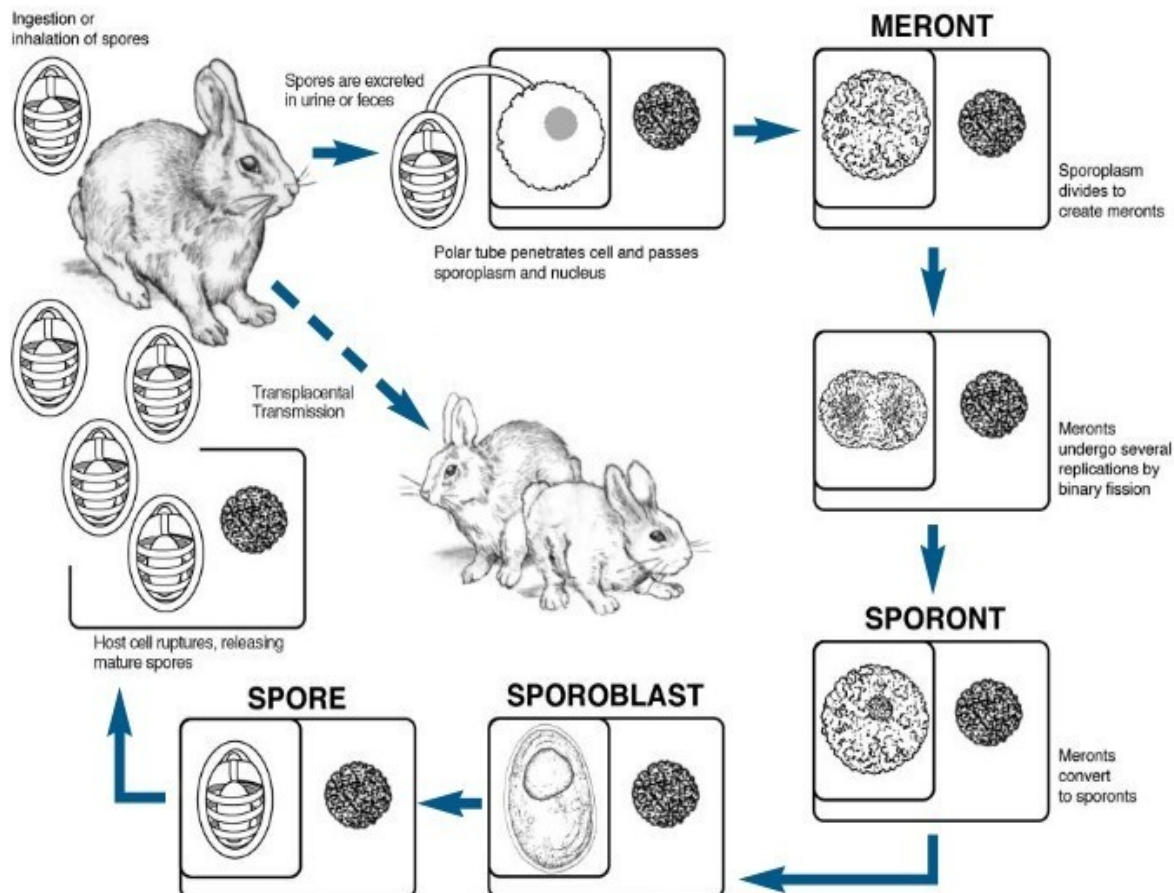 Ingestion or
inhalation of spores
Spores are excreted
in urine or feces
Polar tube penetrates cell and passes
sporoplasm and nucleus
MERONT
Sporoplasm
divides to
create meronts
Meronts
undergo several
replications by
binary fission
SPORONT
Meronts
convert
to sporonts
SPOROBLAST
SPORE
Host cell ruptures, releasing
mature spores
Transplacental
Transmission